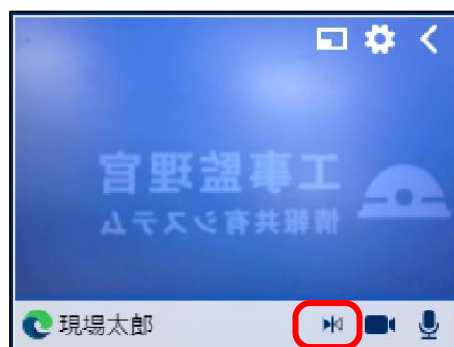 工事監理官
情報共有システム
現場太郎